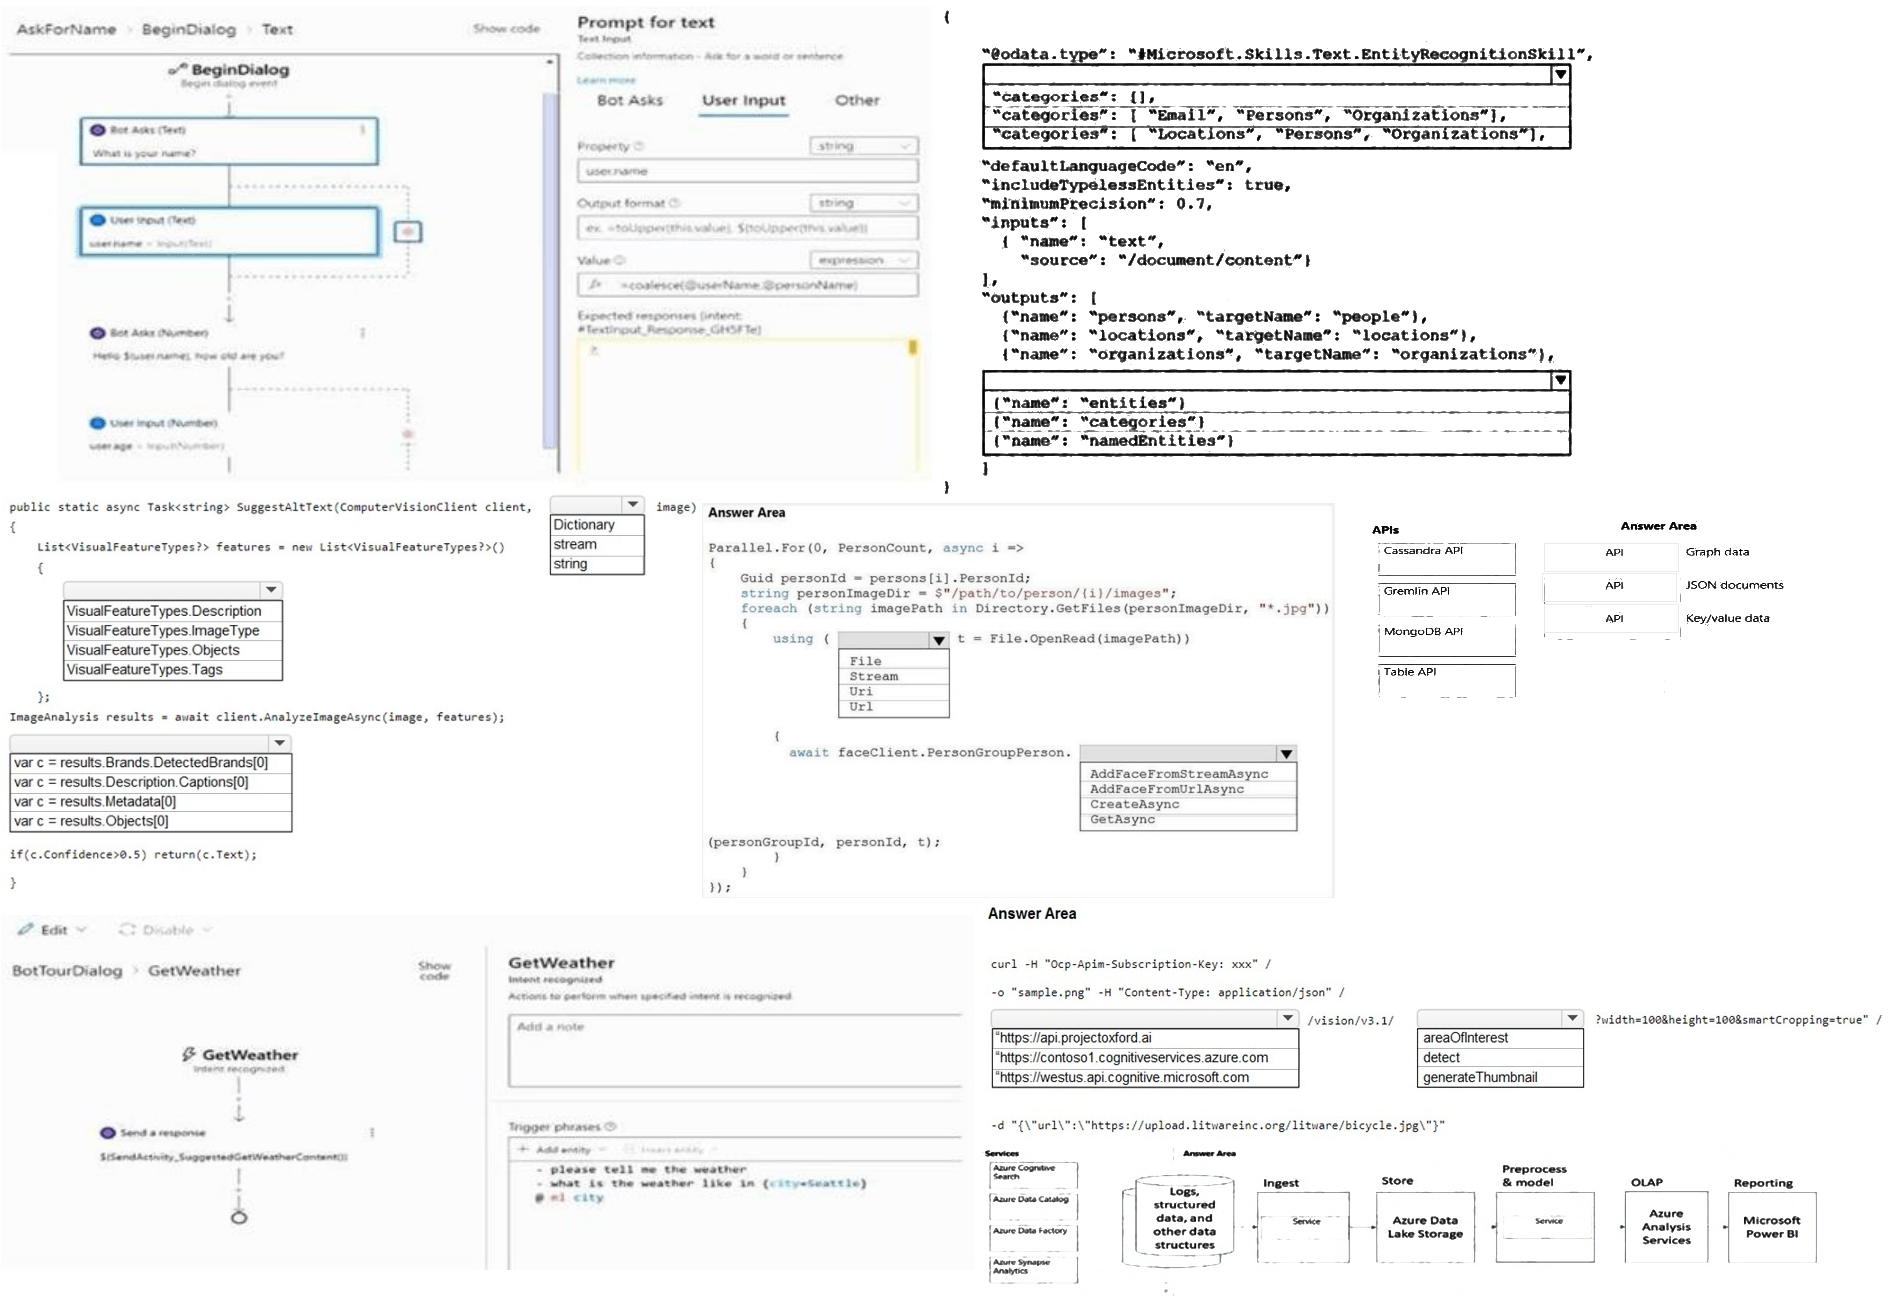 AskForName > BeginDialog > Text
Show code
BeginDialog
Begin dialog event
Bot Asks (Text)
What is your name?
User Input (Text)
user.name = Input(Text)
Bot Asks (Number)
Hello ${user.name}, how old are you?
User Input (Number)
user.age = Input(Number)
Prompt for text
Text Input
Collection information - Ask for a word or sentence
Learn more
Bot Asks User Input Other
Property string
user.name
Output format string
ex. =toUpper(this.value), ${toUpper(this.value)}
Value expression
fx =coalesce(@userName,@personName)
Expected responses (intent:
#TextInput_Response_GH5FTe)
{
"@odata.type": "#Microsoft.Skills.Text.EntityRecognitionSkill",
"categories": [],
"categories": [ "Email", "Persons", "Organizations"],
"categories": [ "Locations", "Persons", "Organizations"],
"defaultLanguageCode": "en",
"includeTypelessEntities": true,
"minimumPrecision": 0.7,
"inputs": [
{ "name": "text",
"source": "/document/content"}
],
"outputs": [
{"name": "persons", "targetName": "people"},
{"name": "locations", "targetName": "locations"},
{"name": "organizations", "targetName": "organizations"},
{"name": "entities"}
{"name": "categories"}
{"name": "namedEntities"}
]
}
public static async Task<string> SuggestAltText(ComputerVisionClient client, image)
Dictionary
stream
string
{
List<VisualFeatureTypes?> features = new List<VisualFeatureTypes?>()
{
VisualFeatureTypes.Description
VisualFeatureTypes.ImageType
VisualFeatureTypes.Objects
VisualFeatureTypes.Tags
};
ImageAnalysis results = await client.AnalyzeImageAsync(image, features);
var c = results.Brands.DetectedBrands[0]
var c = results.Description.Captions[0]
var c = results.Metadata[0]
var c = results.Objects[0]
if(c.Confidence>0.5) return(c.Text);
}
Answer Area
Parallel.For(0, PersonCount, async i =>
{
Guid personId = persons[i].PersonId;
string personImageDir = $"/path/to/person/{i}/images";
foreach (string imagePath in Directory.GetFiles(personImageDir, "*.jpg"))
{
using ( t = File.OpenRead(imagePath))
File
Stream
Uri
Url
{
await faceClient.PersonGroupPerson.
AddFaceFromStreamAsync
AddFaceFromUrlAsync
CreateAsync
GetAsync
(personGroupId, personId, t);
}
}
});
APIs
Cassandra API
Gremlin API
MongoDB API
Table API
Answer Area
API Graph data
API JSON documents
API Key/value data
Edit Disable
BotTourDialog > GetWeather
Show
code
GetWeather
Intent recognized
Send a response
${SendActivity_SuggestedGetWeatherContent()}
GetWeather
Intent recognized
Actions to perform when specified intent is recognized.
Add a note
Trigger phrases
+ Add entity Insert entity
- please tell me the weather
- what is the weather like in {city=Seattle}
@ ml city
Answer Area
curl -H "Ocp-Apim-Subscription-Key: xxx" /
-o "sample.png" -H "Content-Type: application/json" /
/vision/v3.1/ ?width=100&height=100&smartCropping=true" /
"https://api.projectoxford.ai
"https://contoso1.cognitiveservices.azure.com
"https://westus.api.cognitive.microsoft.com
areaOfInterest
detect
generateThumbnail
-d "{\"url\":\"https://upload.litwareinc.org/litware/bicycle.jpg\"}"
Services
Azure Cognitive
Search
Azure Data Catalog
Azure Data Factory
Azure Synapse
Analytics
Answer Area
Logs,
structured
data, and
other data
structures
Ingest
Service
Store
Azure Data
Lake Storage
Preprocess
& model
Service
OLAP
Azure
Analysis
Services
Reporting
Microsoft
Power BI